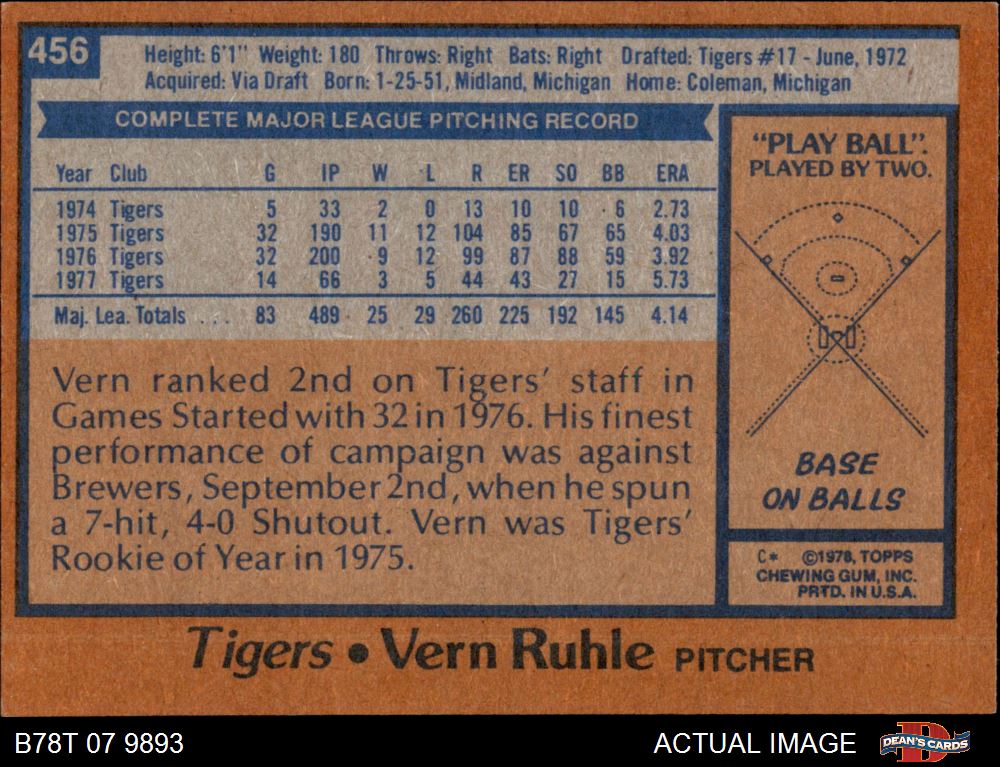 456
Height: 6'1" Weight: 180 Throws: Right Bats: Right Drafted: Tigers #17 - June, 1972
Acquired: Via Draft Born: 1-25-51, Midland, Michigan Home: Coleman, Michigan
COMPLETE MAJOR LEAGUE PITCHING RECORD
Year Club G IP W L R ER SO BB ERA
1974 Tigers 5 33 2 0 13 10 10 6 2.73
1975 Tigers 32 190 11 12 104 85 67 65 4.03
1976 Tigers 32 200 9 12 99 87 88 59 3.92
1977 Tigers 14 66 3 5 44 43 27 15 5.73
Maj. Lea. Totals . . . 83 489 25 29 260 225 192 145 4.14
Vern ranked 2nd on Tigers' staff in
Games Started with 32 in 1976. His finest
performance of campaign was against
Brewers, September 2nd, when he spun
a 7-hit, 4-0 Shutout. Vern was Tigers'
Rookie of Year in 1975.
"PLAY BALL".
PLAYED BY TWO.
BASE
ON BALLS
C* ©1978, TOPPS
CHEWING GUM, INC.
PRTD. IN U.S.A.
Tigers • Vern Ruhle PITCHER
B78T 07 9893
ACTUAL IMAGE
DEAN'S CARDS